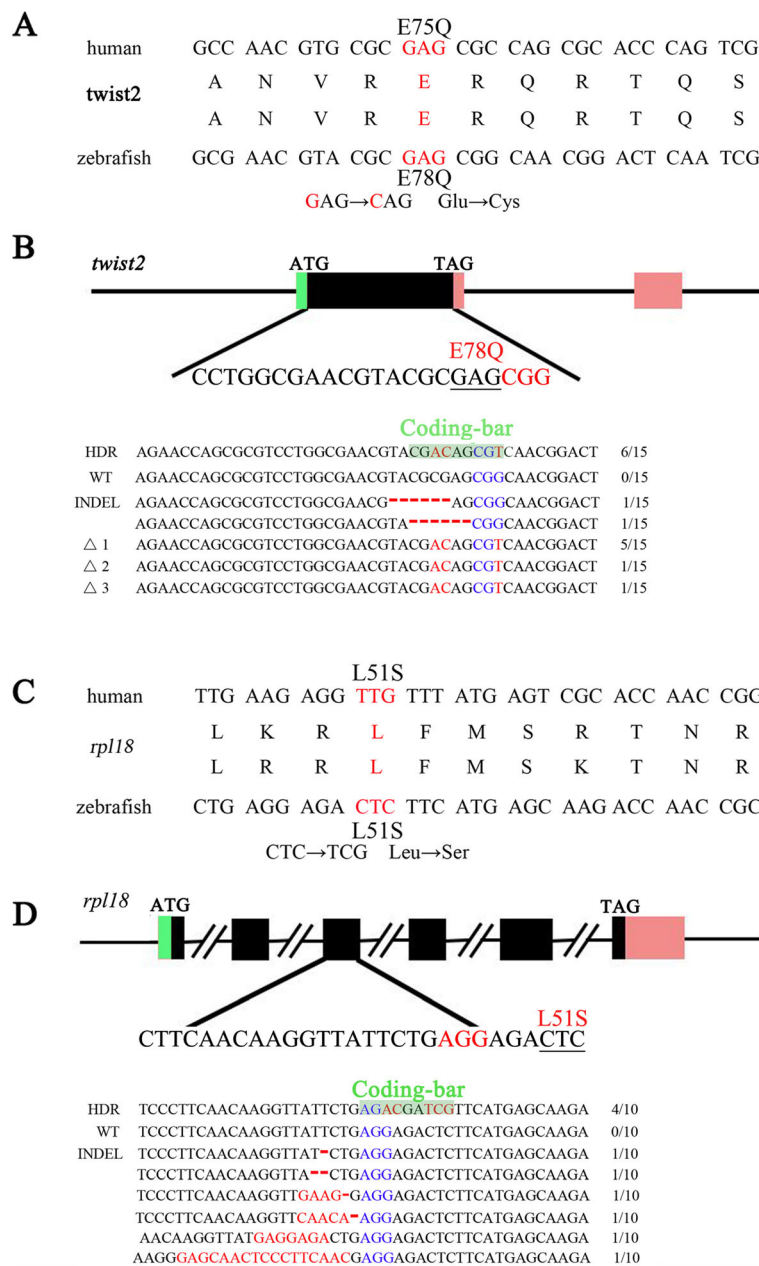 A
E75Q
human GCC AAC GTG CGC GAG CGC CAG CGC ACC CAG TCG
A N V R E R Q R T Q S
twist2
A N V R E R Q R T Q S
zebrafish GCG AAC GTA CGC GAG CGG CAA CGG ACT CAA TCG
E78Q
GAG→CAG Glu→Cys
B
twist2 ATG TAG
E78Q
CCTGGCGAACGTACGCGAGCGG
Coding-bar
HDR AGAACCAGCGCGTCCTGGCGAACGTACGACAGCGTCAACGGACT 6/15
WT AGAACCAGCGCGTCCTGGCGAACGTACGCGAGCGGCAACGGACT 0/15
INDEL AGAACCAGCGCGTCCTGGCGAACG------AGCGGCAACGGACT 1/15
AGAACCAGCGCGTCCTGGCGAACGTA------CGGCAACGGACT 1/15
△ 1 AGAACCAGCGCGTCCTGGCGAACGTACGACAGCGTCAACGGACT 5/15
△ 2 AGAACCAGCGCGTCCTGGCGAACGTACGACAGCGTCAACGGACT 1/15
△ 3 AGAACCAGCGCGTCCTGGCGAACGTACGACAGCGTCAACGGACT 1/15
C
L51S
human TTG AAG AGG TTG TTT ATG AGT CGC ACC AAC CGG
L K R L F M S R T N R
rpl18
L R R L F M S K T N R
zebrafish CTG AGG AGA CTC TTC ATG AGC AAG ACC AAC CGC
L51S
CTC→TCG Leu→Ser
D
rpl18 ATG TAG
L51S
CTTCAACAAGGTTATTCTGAGGAGACTC
Coding-bar
HDR TCCCTTCAACAAGGTTATTCTGAGACGATCGTTCATGAGCAAGA 4/10
WT TCCCTTCAACAAGGTTATTCTGAGGAGACTCTTCATGAGCAAGA 0/10
INDEL TCCCTTCAACAAGGTTAT-CTGAGGAGACTCTTCATGAGCAAGA 1/10
TCCCTTCAACAAGGTTA--CTGAGGAGACTCTTCATGAGCAAGA 1/10
TCCCTTCAACAAGGTTGAAG-GAGGAGACTCTTCATGAGCAAGA 1/10
TCCCTTCAACAAGGTTCAACA-AGGAGACTCTTCATGAGCAAGA 1/10
AACAAGGTTATGAGGAGACTGAGGAGACTCTTCATGAGCAAGA 1/10
AAGGGAGCAACTCCCTTCAACGAGGAGACTCTTCATGAGCAAGA 1/10